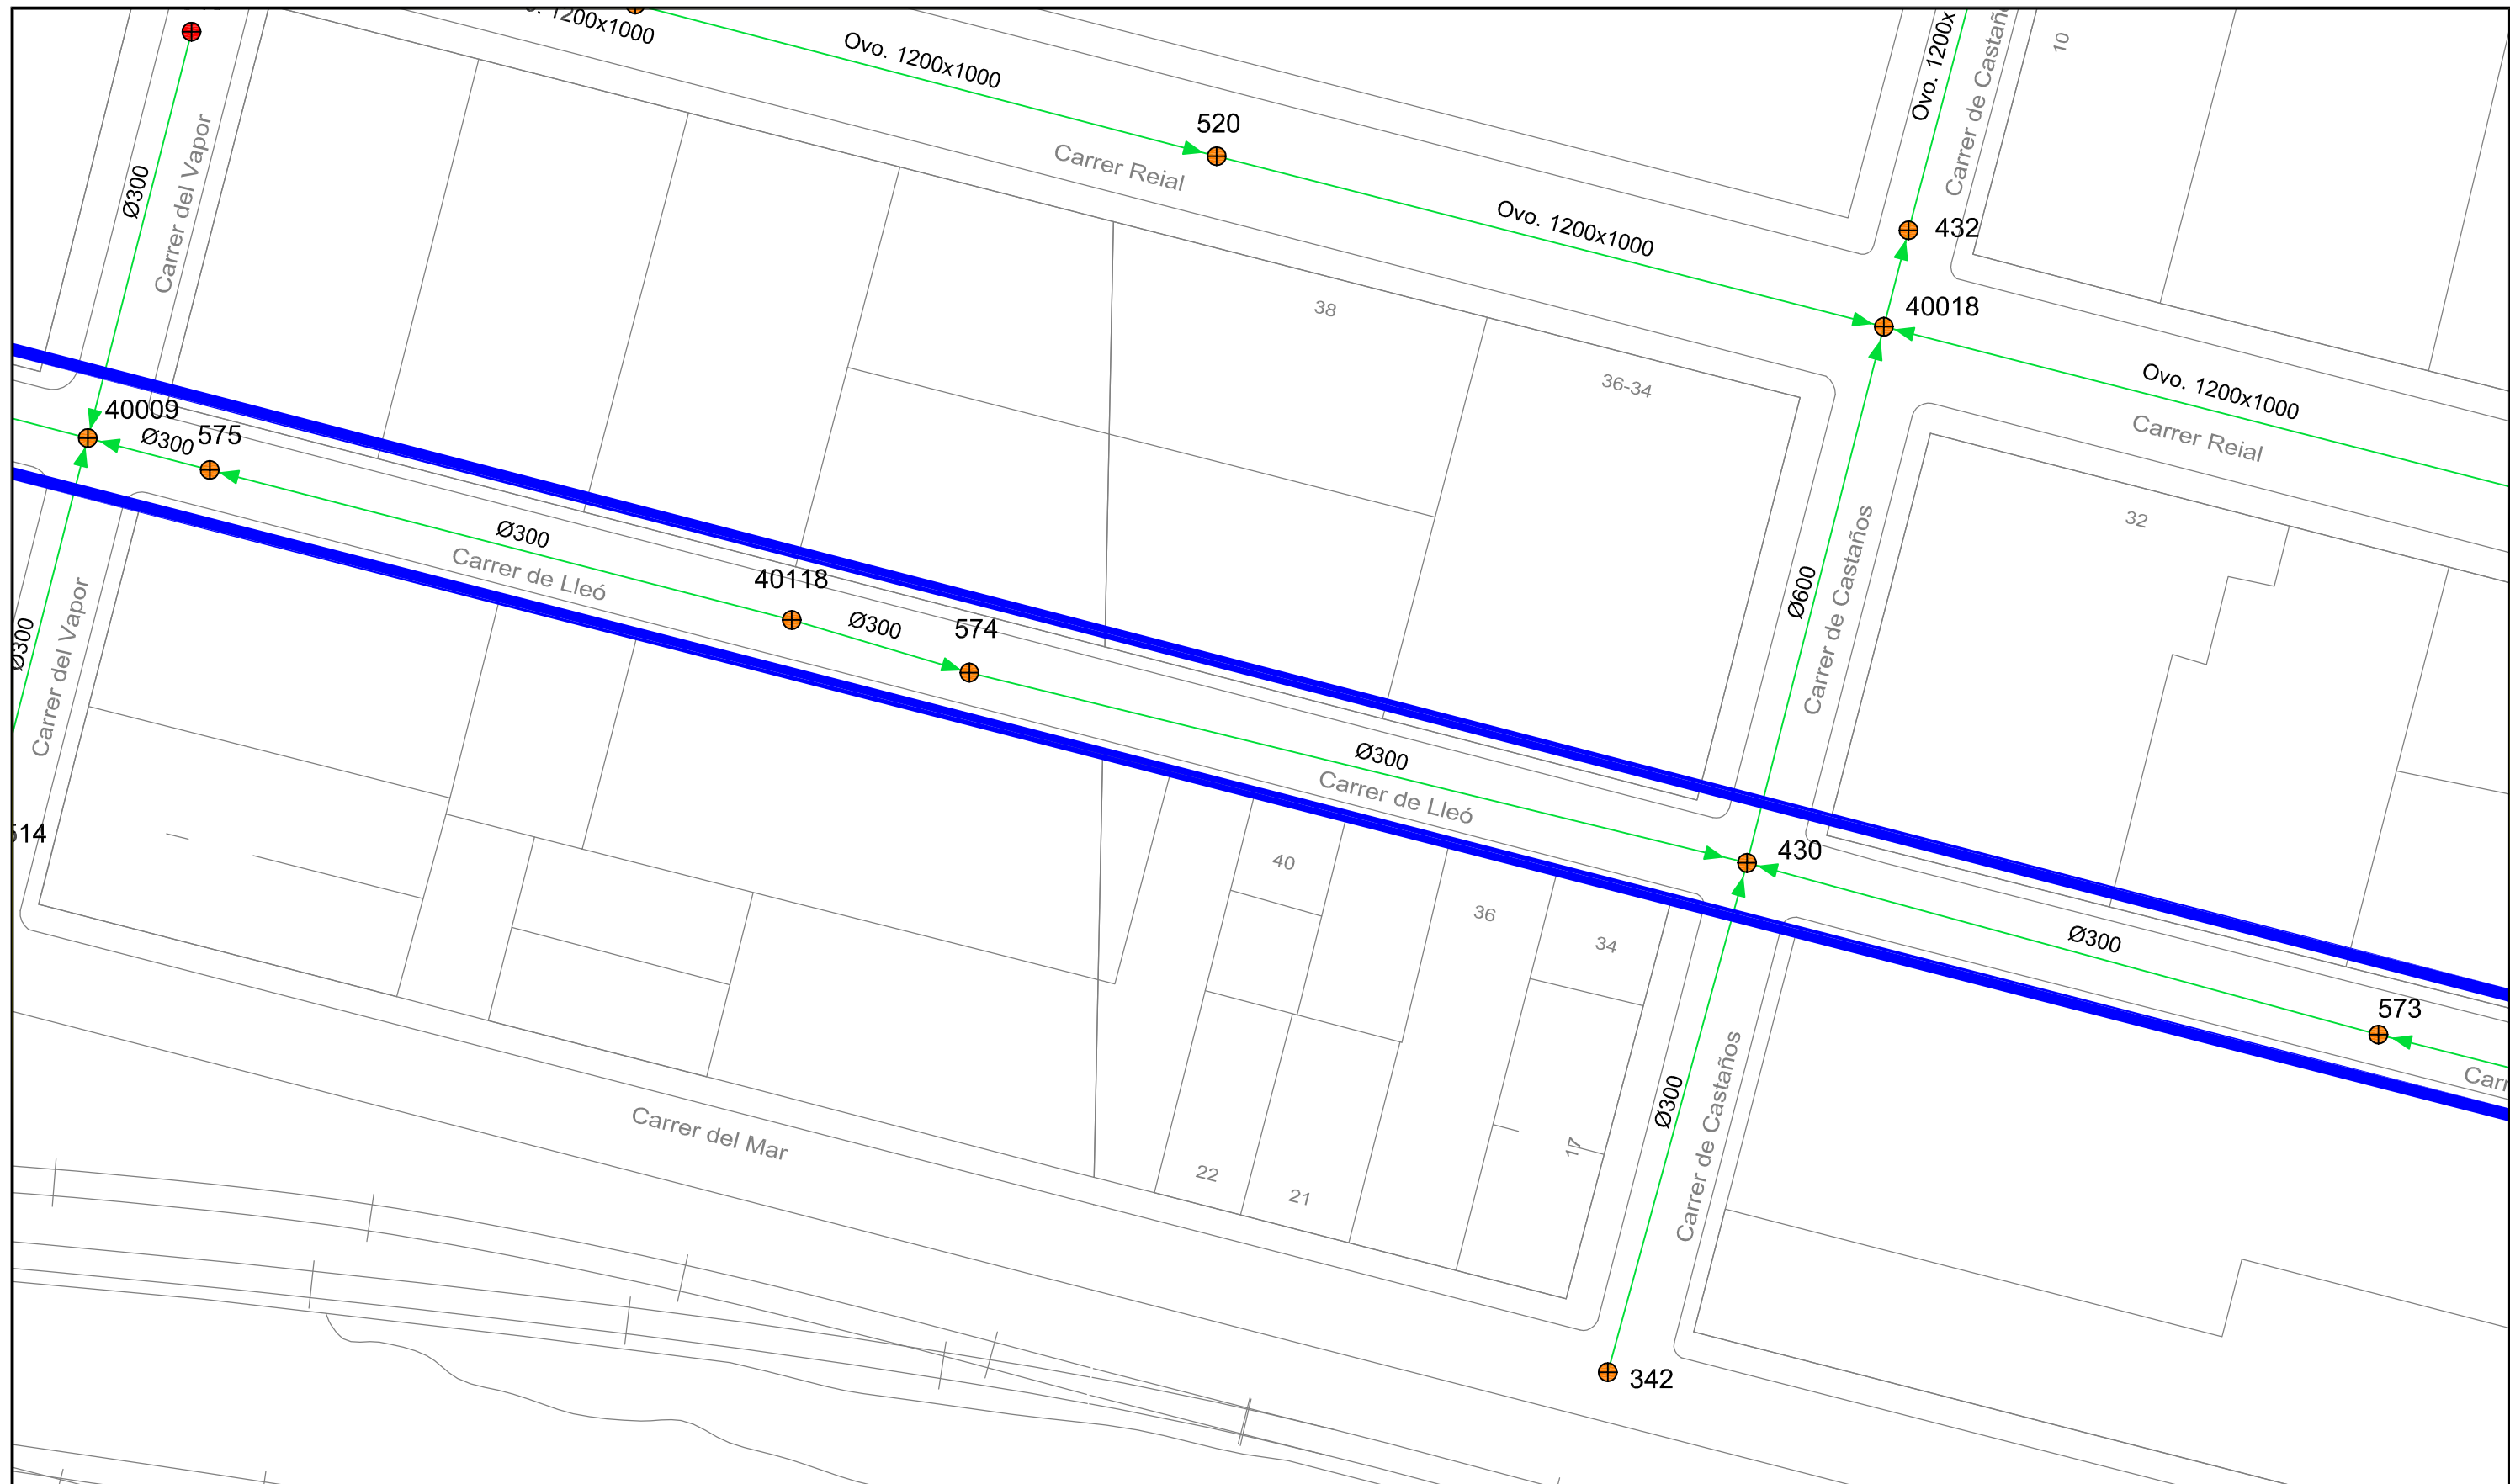 1200x1000
Ovo. 1200x1000
520
Carrer Reial
Ovo. 1200x1000
Ovo. 1200x
10
432
40018
Ovo. 1200x1000
Carrer Reial
Ø300
Carrer del Vapor
38
36-34
32
40009
Ø300
575
Ø300
Carrer de Lleó
40118
Ø300
574
Ø600
Carrer de Castaños
Ø300
Carrer del Vapor
Ø300
Carrer de Lleó
430
40
36
34
Ø300
573
Carrer del Mar
22
21
17
Ø300
Carrer de Castaños
342